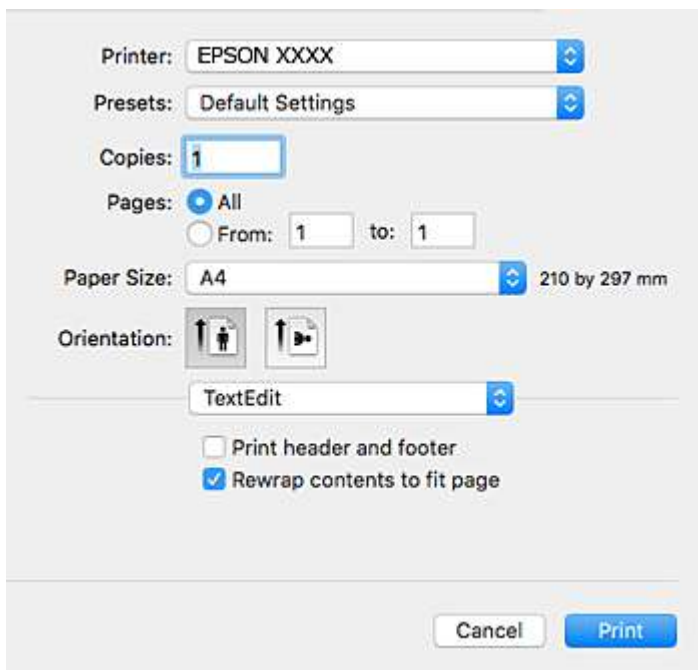 Printer: EPSON XXXX
Presets: Default Settings
Copies: 1
Pages: All
From: 1 to: 1
Paper Size: A4 210 by 297 mm
Orientation:
TextEdit
Print header and footer
Rewrap contents to fit page
Cancel Print